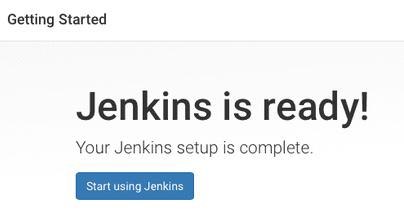 Getting Started
Jenkins is ready!
Your Jenkins setup is complete.
Start using Jenkins